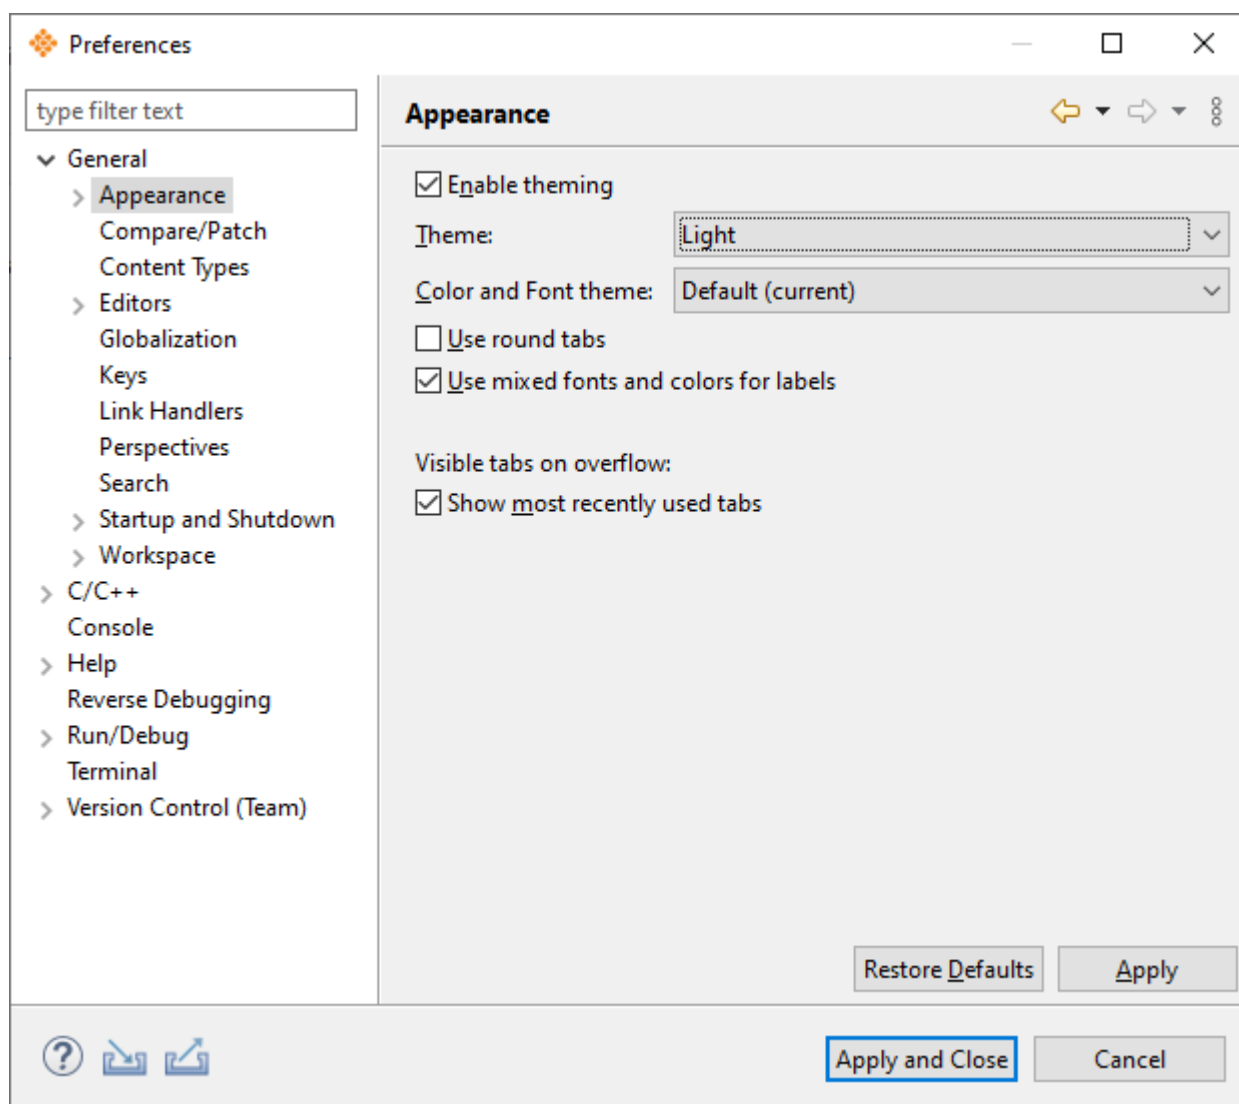 Preferences
type filter text
General
Appearance
Compare/Patch
Content Types
Editors
Globalization
Keys
Link Handlers
Perspectives
Search
Startup and Shutdown
Workspace
C/C++
Console
Help
Reverse Debugging
Run/Debug
Terminal
Version Control (Team)
Appearance
Enable theming
Theme: Light
Color and Font theme: Default (current)
Use round tabs
Use mixed fonts and colors for labels
Visible tabs on overflow:
Show most recently used tabs
Restore Defaults Apply
? Apply and Close Cancel